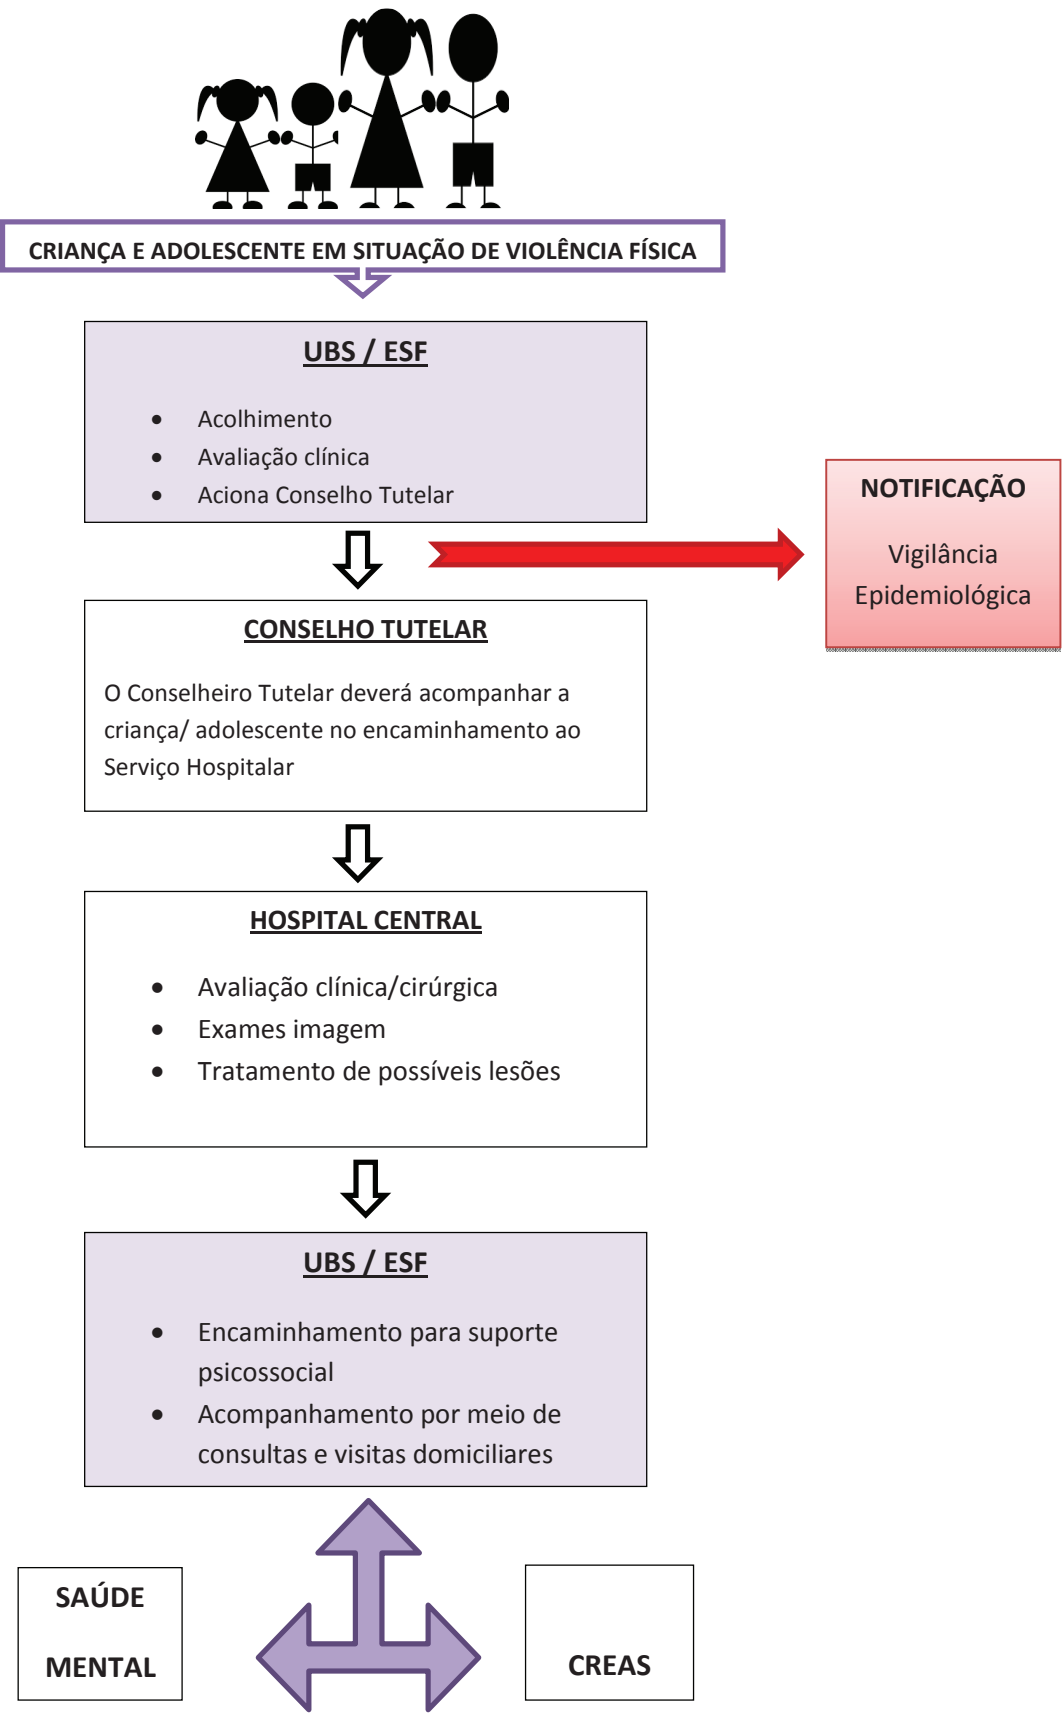 CRIANÇA E ADOLESCENTE EM SITUAÇÃO DE VIOLÊNCIA FÍSICA
UBS / ESF
• Acolhimento
• Avaliação clínica
• Aciona Conselho Tutelar
NOTIFICAÇÃO
Vigilância
Epidemiológica
CONSELHO TUTELAR
O Conselheiro Tutelar deverá acompanhar a
criança/ adolescente no encaminhamento ao
Serviço Hospitalar
HOSPITAL CENTRAL
• Avaliação clínica/cirúrgica
• Exames imagem
• Tratamento de possíveis lesões
UBS / ESF
• Encaminhamento para suporte
psicossocial
• Acompanhamento por meio de
consultas e visitas domiciliares
SAÚDE
MENTAL
CREAS